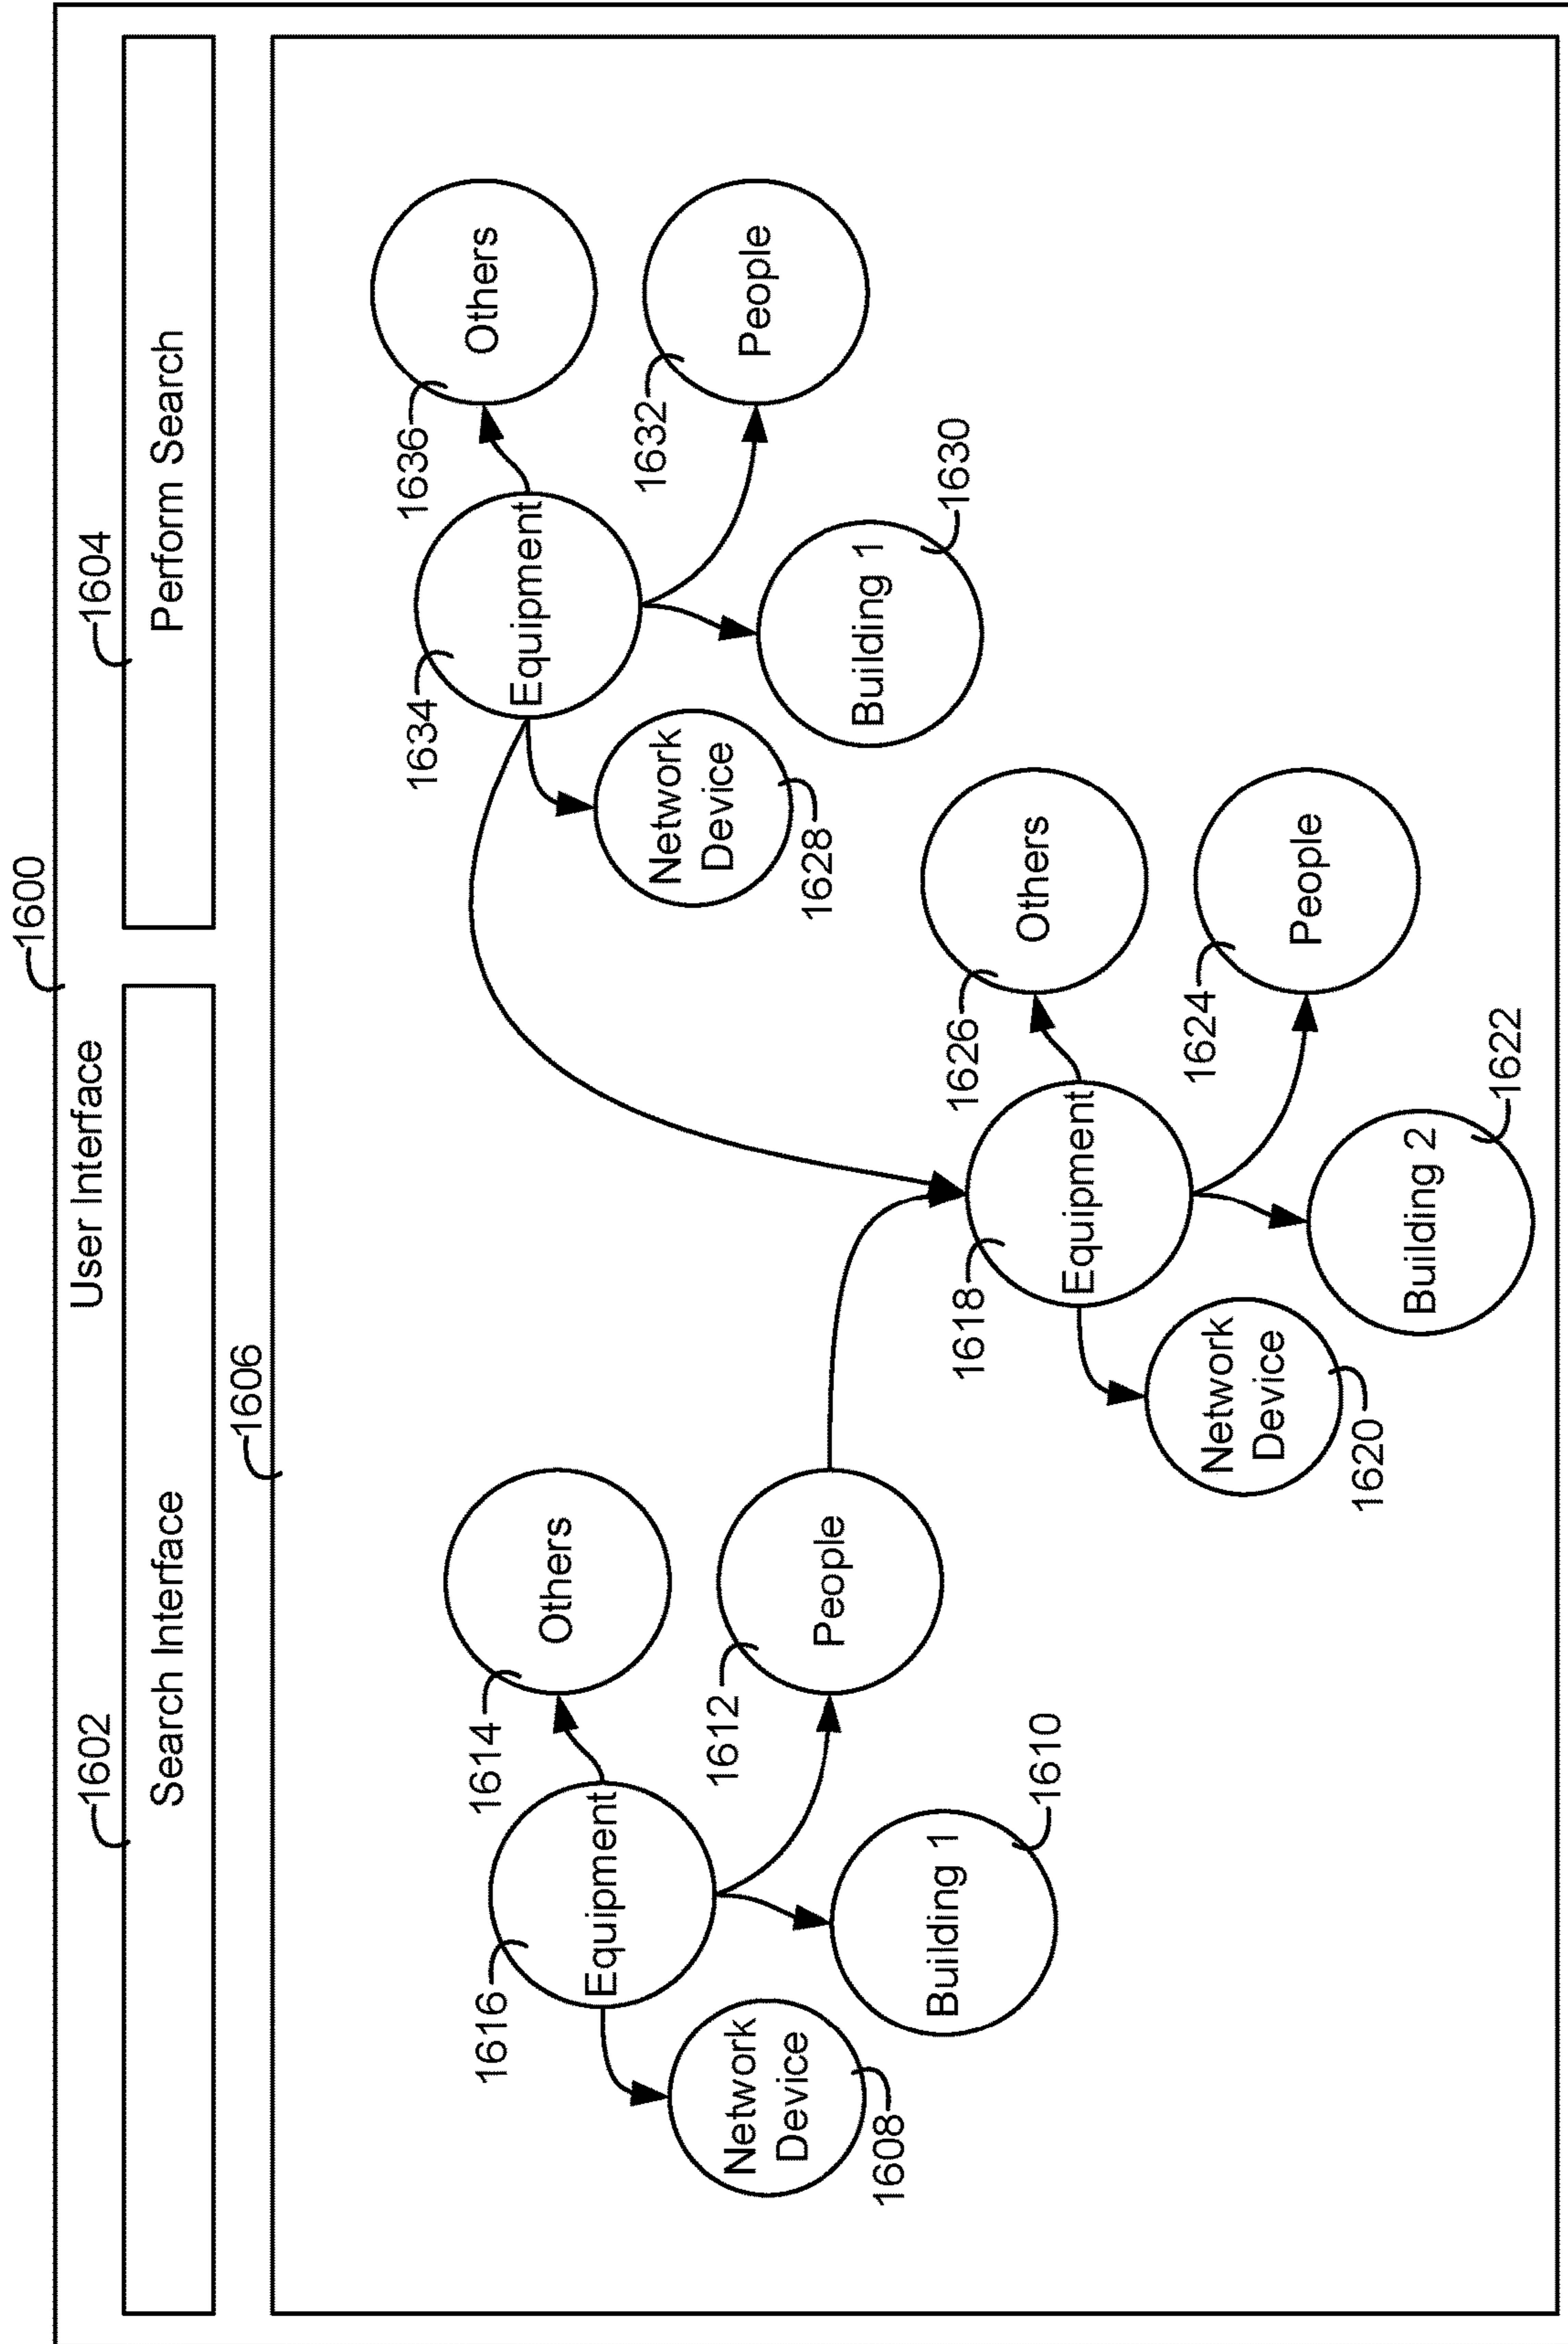 1600
User Interface
1602
1604
Search Interface
Perform Search
1606
1636
Others
1634
Equipment
1632
People
Network
Device
1628
Building 1
1630
1614
Others
1616
Equipment
1612
People
Network
Device
1608
Building 1
1610
1626
Others
1618
Equipment
1624
People
Network
Device
1620
Building 2
1622